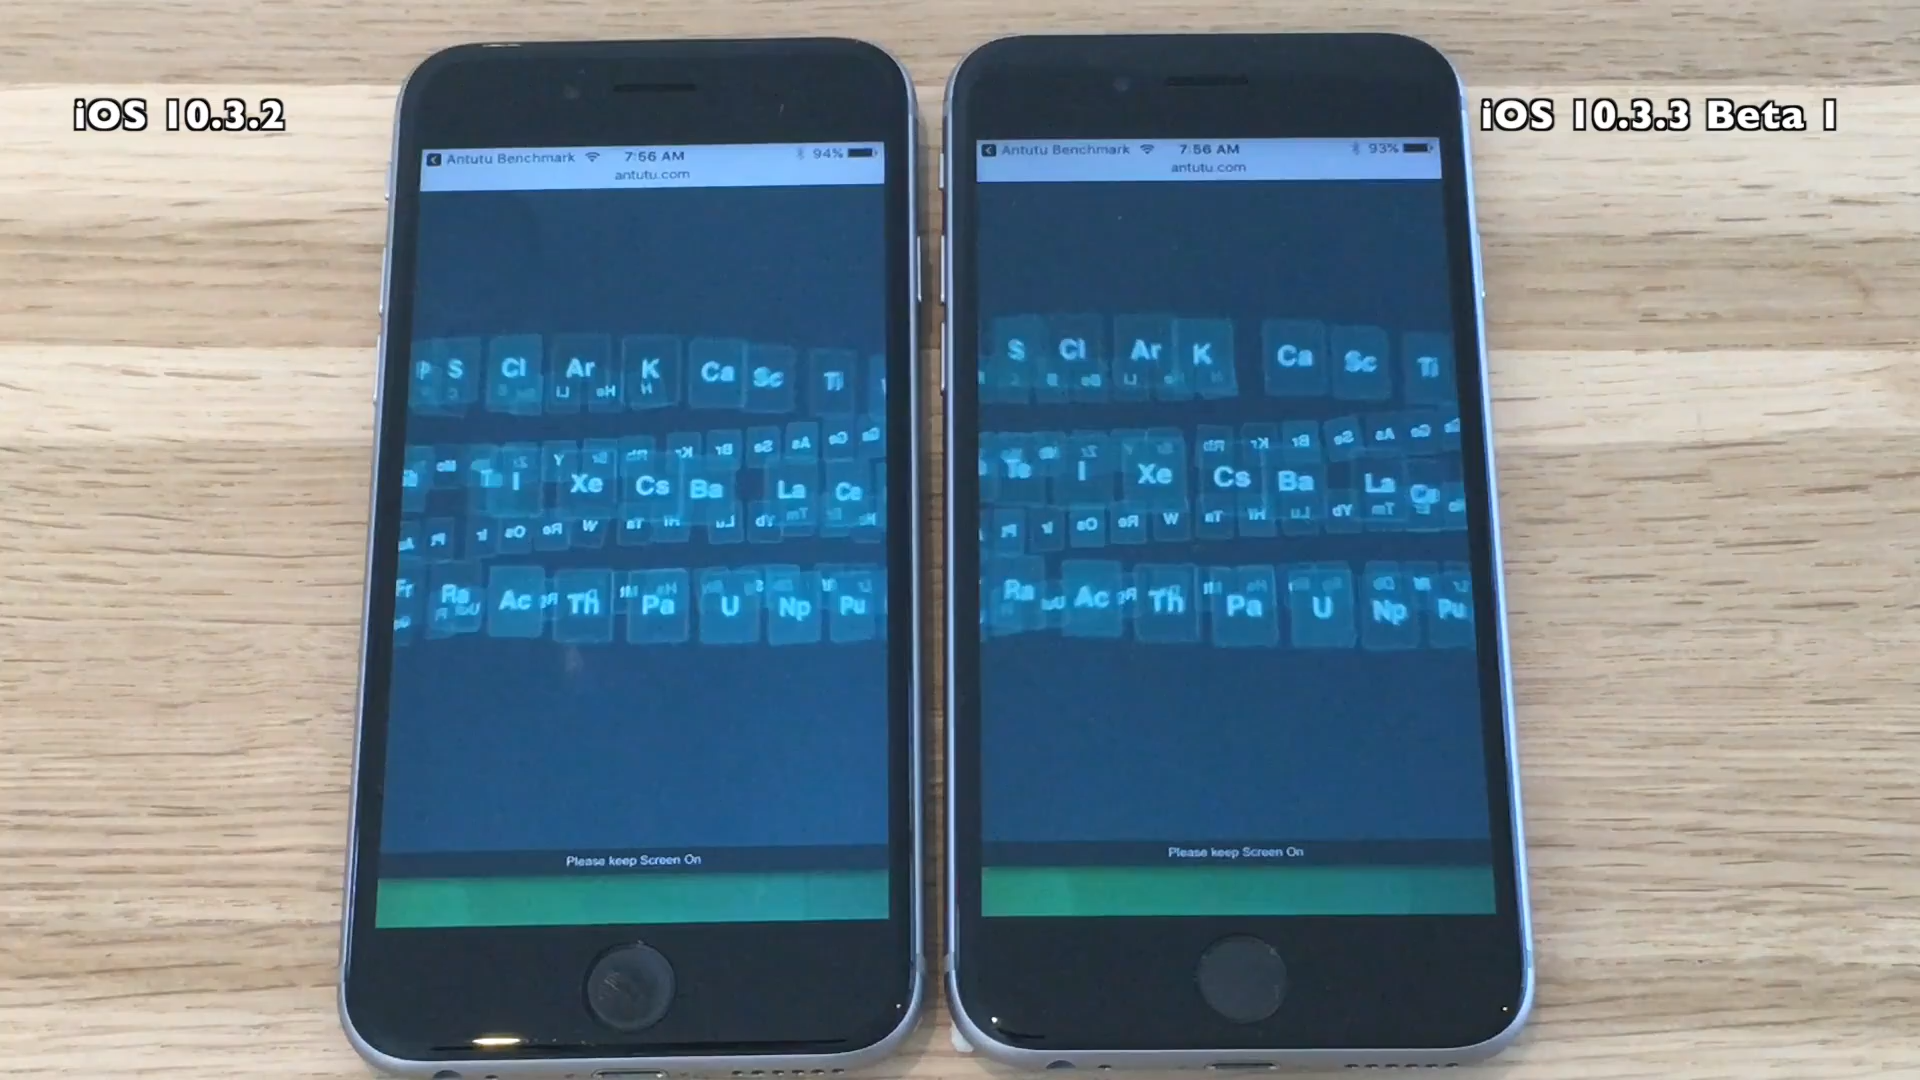 iOS 10.3.2
iOS 10.3.3 Beta 1
Antutu Benchmark 7:56 AM 94%
antutu.com
S Cl Ar K Ca Sc Ti
I Xe Cs Ba La Ce
Ra Ac Th Pa U Np Pu
Please keep Screen On
Antutu Benchmark 7:56 AM 93%
antutu.com
S Cl Ar K Ca Sc Ti
Te I Xe Cs Ba La Ce
Ra Ac Th Pa U Np Pu
Please keep Screen On